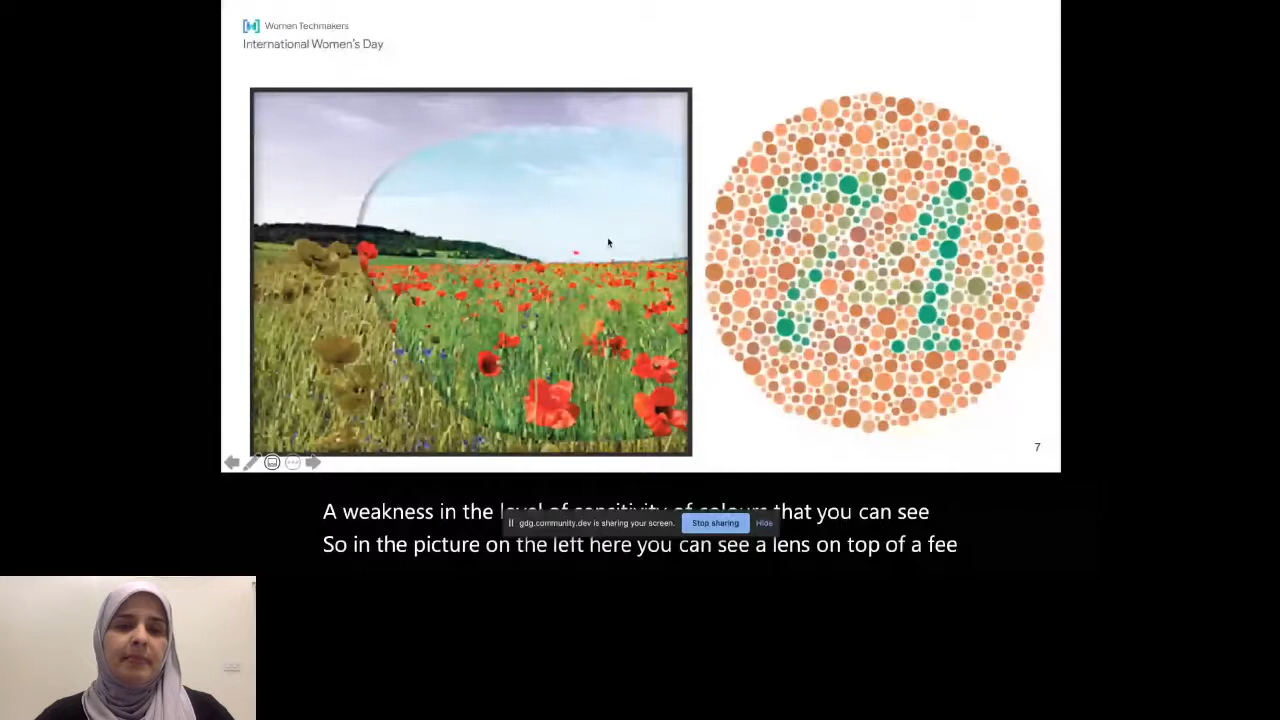 Women Techmakers
International Women's Day
74
7
A weakness in the level of sensitivity of colours that you can see
gdg.community.dev is sharing your screen. Stop sharing Hide
So in the picture on the left here you can see a lens on top of a fee